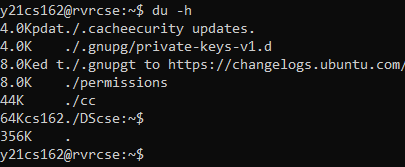 y21cs162@rvrcse:~$ du -h
4.0Kpdat./.cacheecurity updates.
4.0K    ./.gnupg/private-keys-v1.d
8.0Ked t./.gnupgt to https://changelogs.ubuntu.com/
8.0K    ./permissions
44K     ./cc
64Kcs162./DScse:~$
356K    .
y21cs162@rvrcse:~$